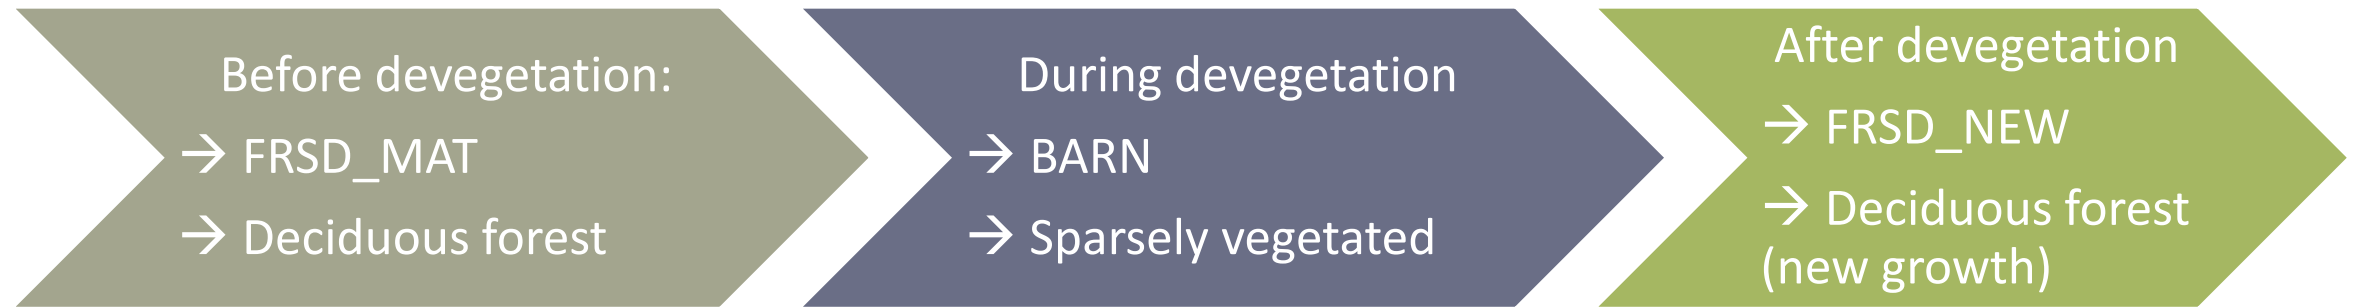 Before devegetation:
→ FRSD_MAT
→ Deciduous forest
During devegetation
→ BARN
→ Sparsely vegetated
After devegetation
→ FRSD_NEW
→ Deciduous forest
(new growth)